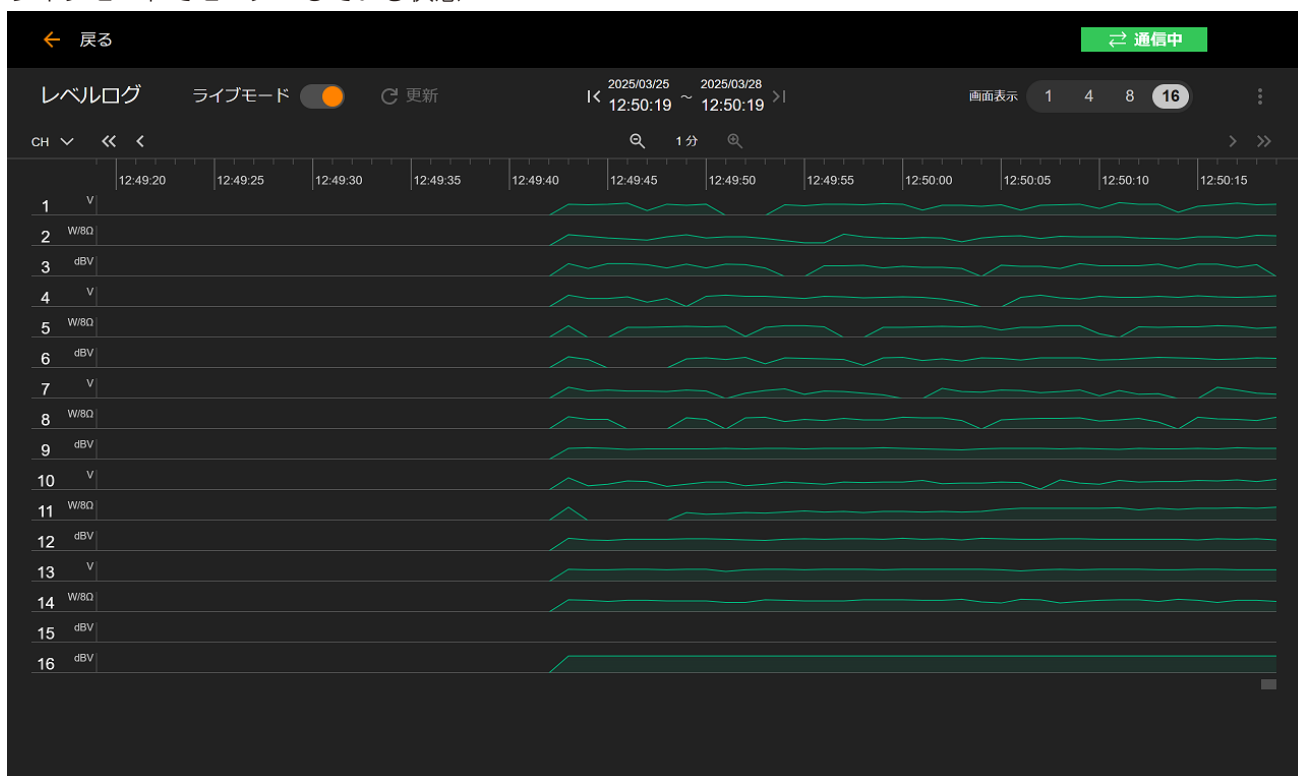 戻る
通信中
レベルログ ライブモード 更新
2025/03/25 2025/03/28
12:50:19 ~ 12:50:19
画面表示 1 4 8 16
CH 1分
12:49:20 12:49:25 12:49:30 12:49:35 12:49:40 12:49:45 12:49:50 12:49:55 12:50:00 12:50:05 12:50:10 12:50:15
1 V
2 W/8Ω
3 dBV
4 V
5 W/8Ω
6 dBV
7 V
8 W/8Ω
9 dBV
10 V
11 W/8Ω
12 dBV
13 V
14 W/8Ω
15 dBV
16 dBV